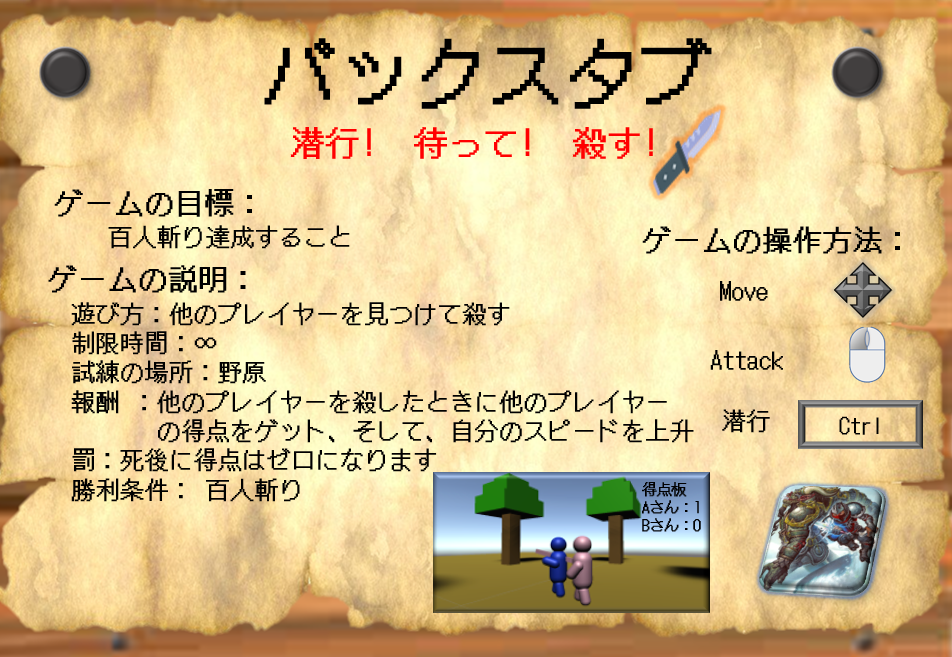 バックスタブ
潜行! 待って! 殺す!
ゲームの目標：
百人斬り達成すること
ゲームの説明：
遊び方：他のプレイヤーを見つけて殺す
制限時間：∞
試練の場所：野原
報酬 ：他のプレイヤーを殺したときに他のプレイヤー
の得点をゲット、そして、自分のスピードを上升
罰：死後に得点はゼロになります
勝利条件： 百人斬り
ゲームの操作方法：
Move
Attack
潜行 Ctrl
得点板
Aさん：1
Bさん：0